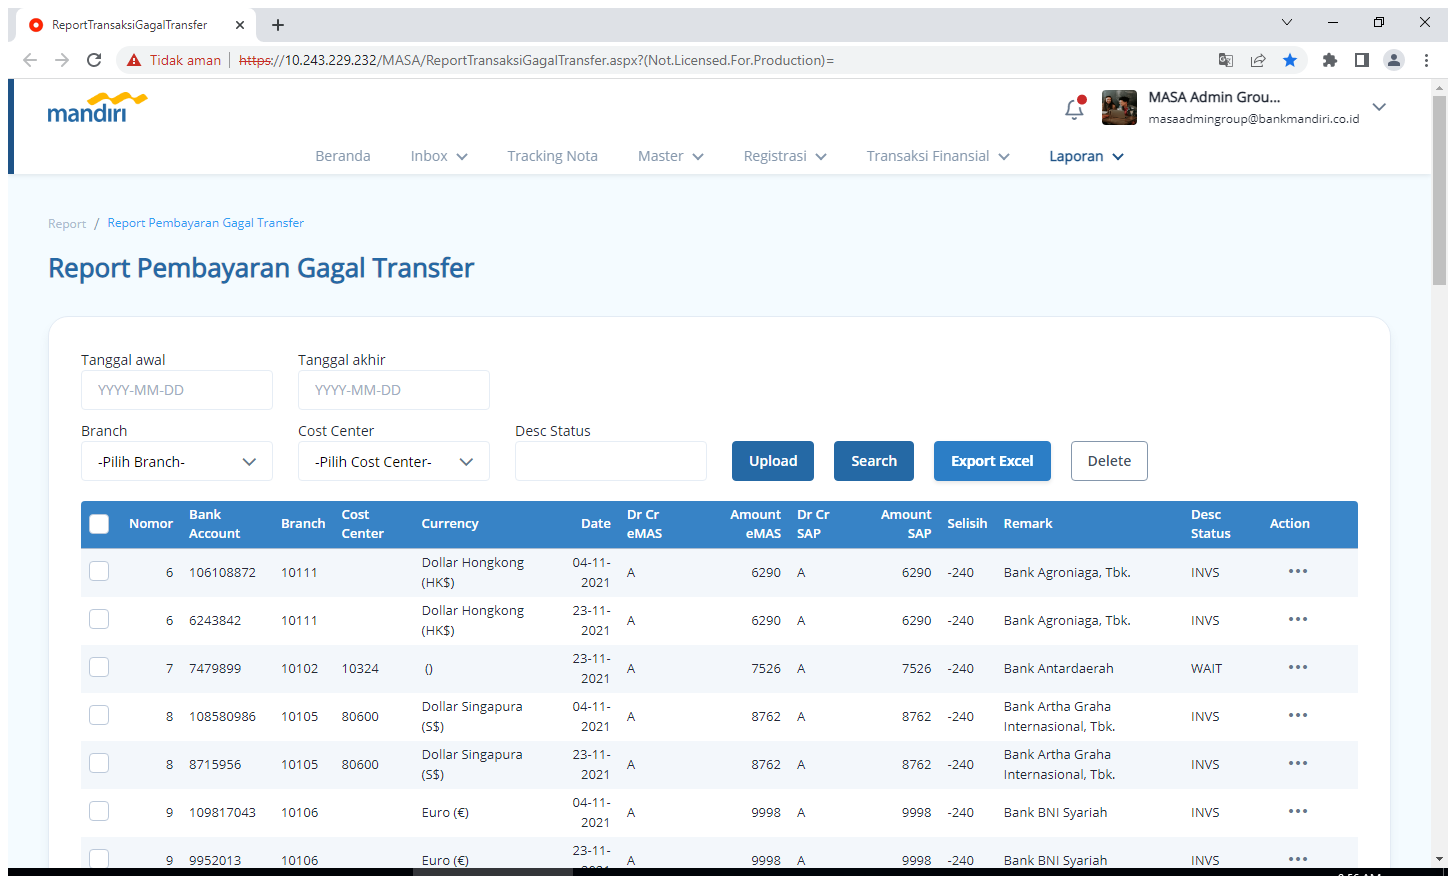 ReportTransaksiGagalTransfer
Tidak aman https://10.243.229.232/MASA/ReportTransaksiGagalTransfer.aspx?(Not.Licensed.For.Production)=
mandiri
MASA Admin Grou...
masaadmingroup@bankmandiri.co.id
Beranda Inbox Tracking Nota Master Registrasi Transaksi Finansial Laporan
Report / Report Pembayaran Gagal Transfer
Report Pembayaran Gagal Transfer
Tanggal awal Tanggal akhir
YYYY-MM-DD YYYY-MM-DD
Branch Cost Center Desc Status
-Pilih Branch- -Pilih Cost Center- Upload Search Export Excel Delete
Nomor Bank Account Branch Cost Center Currency Date Dr Cr eMAS Amount eMAS Dr Cr SAP Amount SAP Selisih Remark Desc Status Action
6 106108872 10111 Dollar Hongkong (HK$) 04-11-2021 A 6290 A 6290 -240 Bank Agroniaga, Tbk. INVS
6 6243842 10111 Dollar Hongkong (HK$) 23-11-2021 A 6290 A 6290 -240 Bank Agroniaga, Tbk. INVS
7 7479899 10102 10324 () 23-11-2021 A 7526 A 7526 -240 Bank Antardaerah WAIT
8 108580986 10105 80600 Dollar Singapura (S$) 04-11-2021 A 8762 A 8762 -240 Bank Artha Graha Internasional, Tbk. INVS
8 8715956 10105 80600 Dollar Singapura (S$) 23-11-2021 A 8762 A 8762 -240 Bank Artha Graha Internasional, Tbk. INVS
9 109817043 10106 Euro (€) 04-11-2021 A 9998 A 9998 -240 Bank BNI Syariah INVS
9 9952013 10106 Euro (€) 23-11- A 9998 A 9998 -240 Bank BNI Syariah INVS